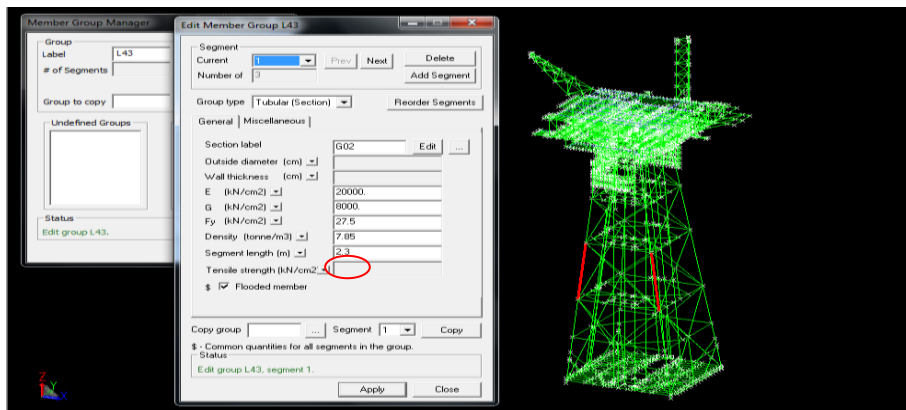 Member Group Manager
Group
Label L43
# of Segments
Group to copy
Undefined Groups
Status
Edit group L43.
Edit Member Group L43
Segment
Current 1 Prev Next Delete
Number of 3 Add Segment
Group type Tubular (Section) Reorder Segments
General Miscellaneous
Section label G02 Edit ...
Outside diameter (cm)
Wall thickness (cm)
E (kN/cm2) 20000.
G (kN/cm2) 8000.
Fy (kN/cm2) 27.5
Density (tonne/m3) 7.85
Segment length (m) 2.3
Tensile strength (kN/cm2)
$ Flooded member
Copy group ... Segment 1 Copy
$ - Common quantities for all segments in the group.
Status
Edit group L43, segment 1.
Apply Close
Z Y X